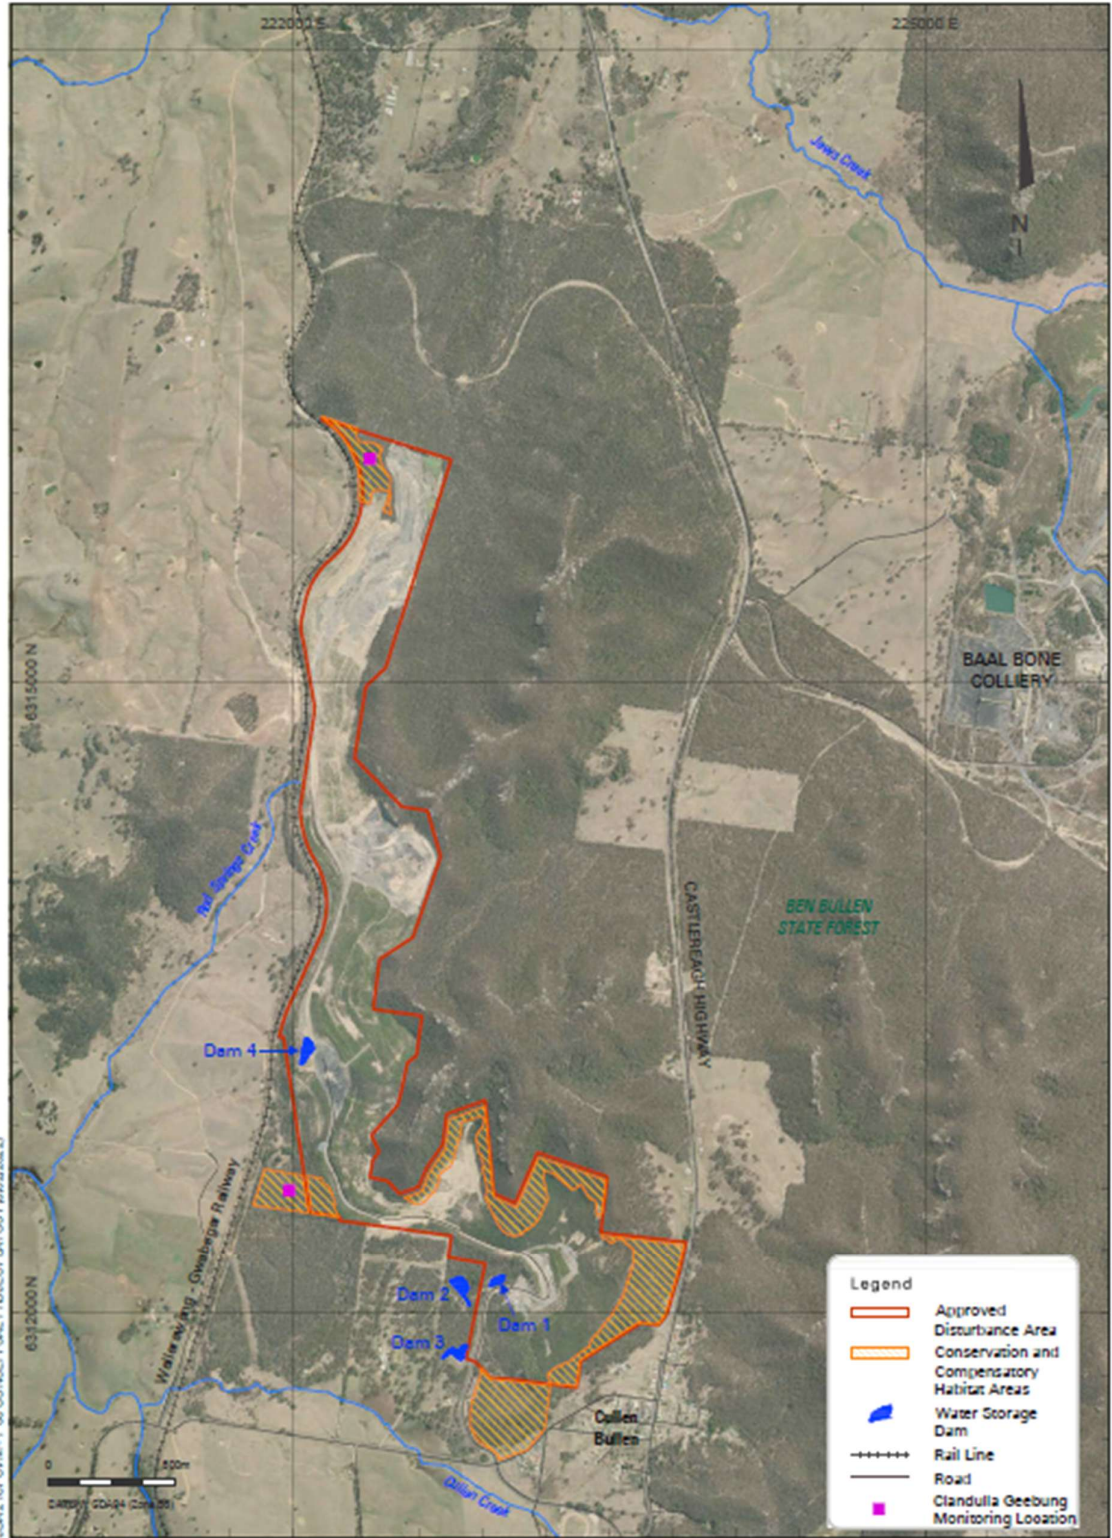 222000 E
225000 E
Jews Creek
N
6315000 N
BAAL BONE
COLLIERY
Red Springs Creek
BEN BULLEN
STATE FOREST
CASTLEREAGH HIGHWAY
Dam 4
Wallerawang - Gwabegar Railway
6312000 N
Dam 2
Dam 1
Dam 3
Cullen
Bullen
0 500m
Legend
Approved
Disturbance Area
Conservation and
Compensatory
Habitat Areas
Water Storage
Dam
Rail Line
Road
Clandulla Geebung
Monitoring Location